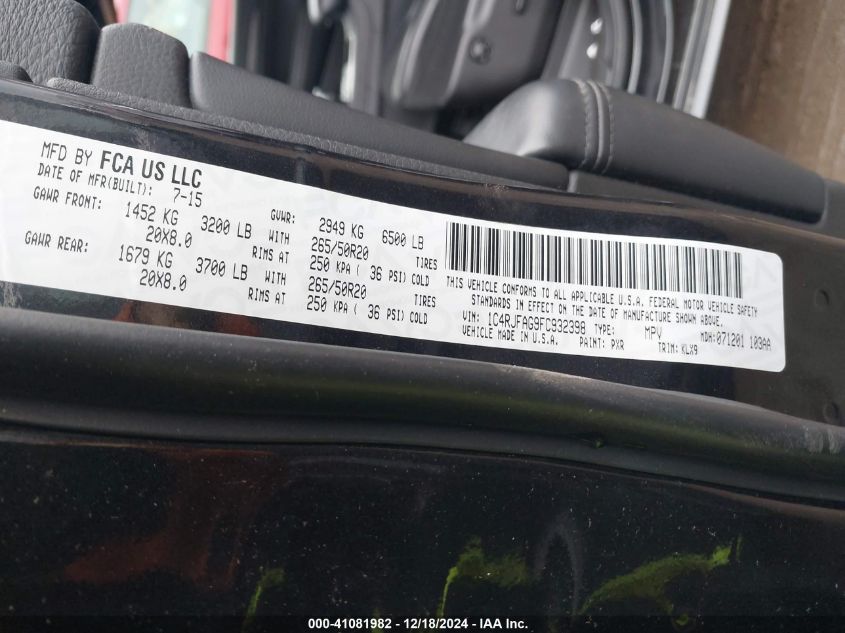 MFD BY FCA US LLC
DATE OF MFR(BUILT): 7-15
GVWR: 2949 KG 6500 LB
GAWR FRONT: 1452 KG 3200 LB WITH 265/50R20 TIRES
20X8.0 RIMS AT 250 KPA ( 36 PSI) COLD
GAWR REAR: 1679 KG 3700 LB WITH 265/50R20 TIRES
20X8.0 RIMS AT 250 KPA ( 36 PSI) COLD
THIS VEHICLE CONFORMS TO ALL APPLICABLE U.S.A. FEDERAL MOTOR VEHICLE SAFETY
STANDARDS IN EFFECT ON THE DATE OF MANUFACTURE SHOWN ABOVE.
VIN: 1C4RJFAG9FC932398 TYPE: MPV MDH:071201 103AA
VEHICLE MADE IN U.S.A. PAINT: PXR TRIM: KLX9
000-41081982 - 12/18/2024 - IAA Inc.